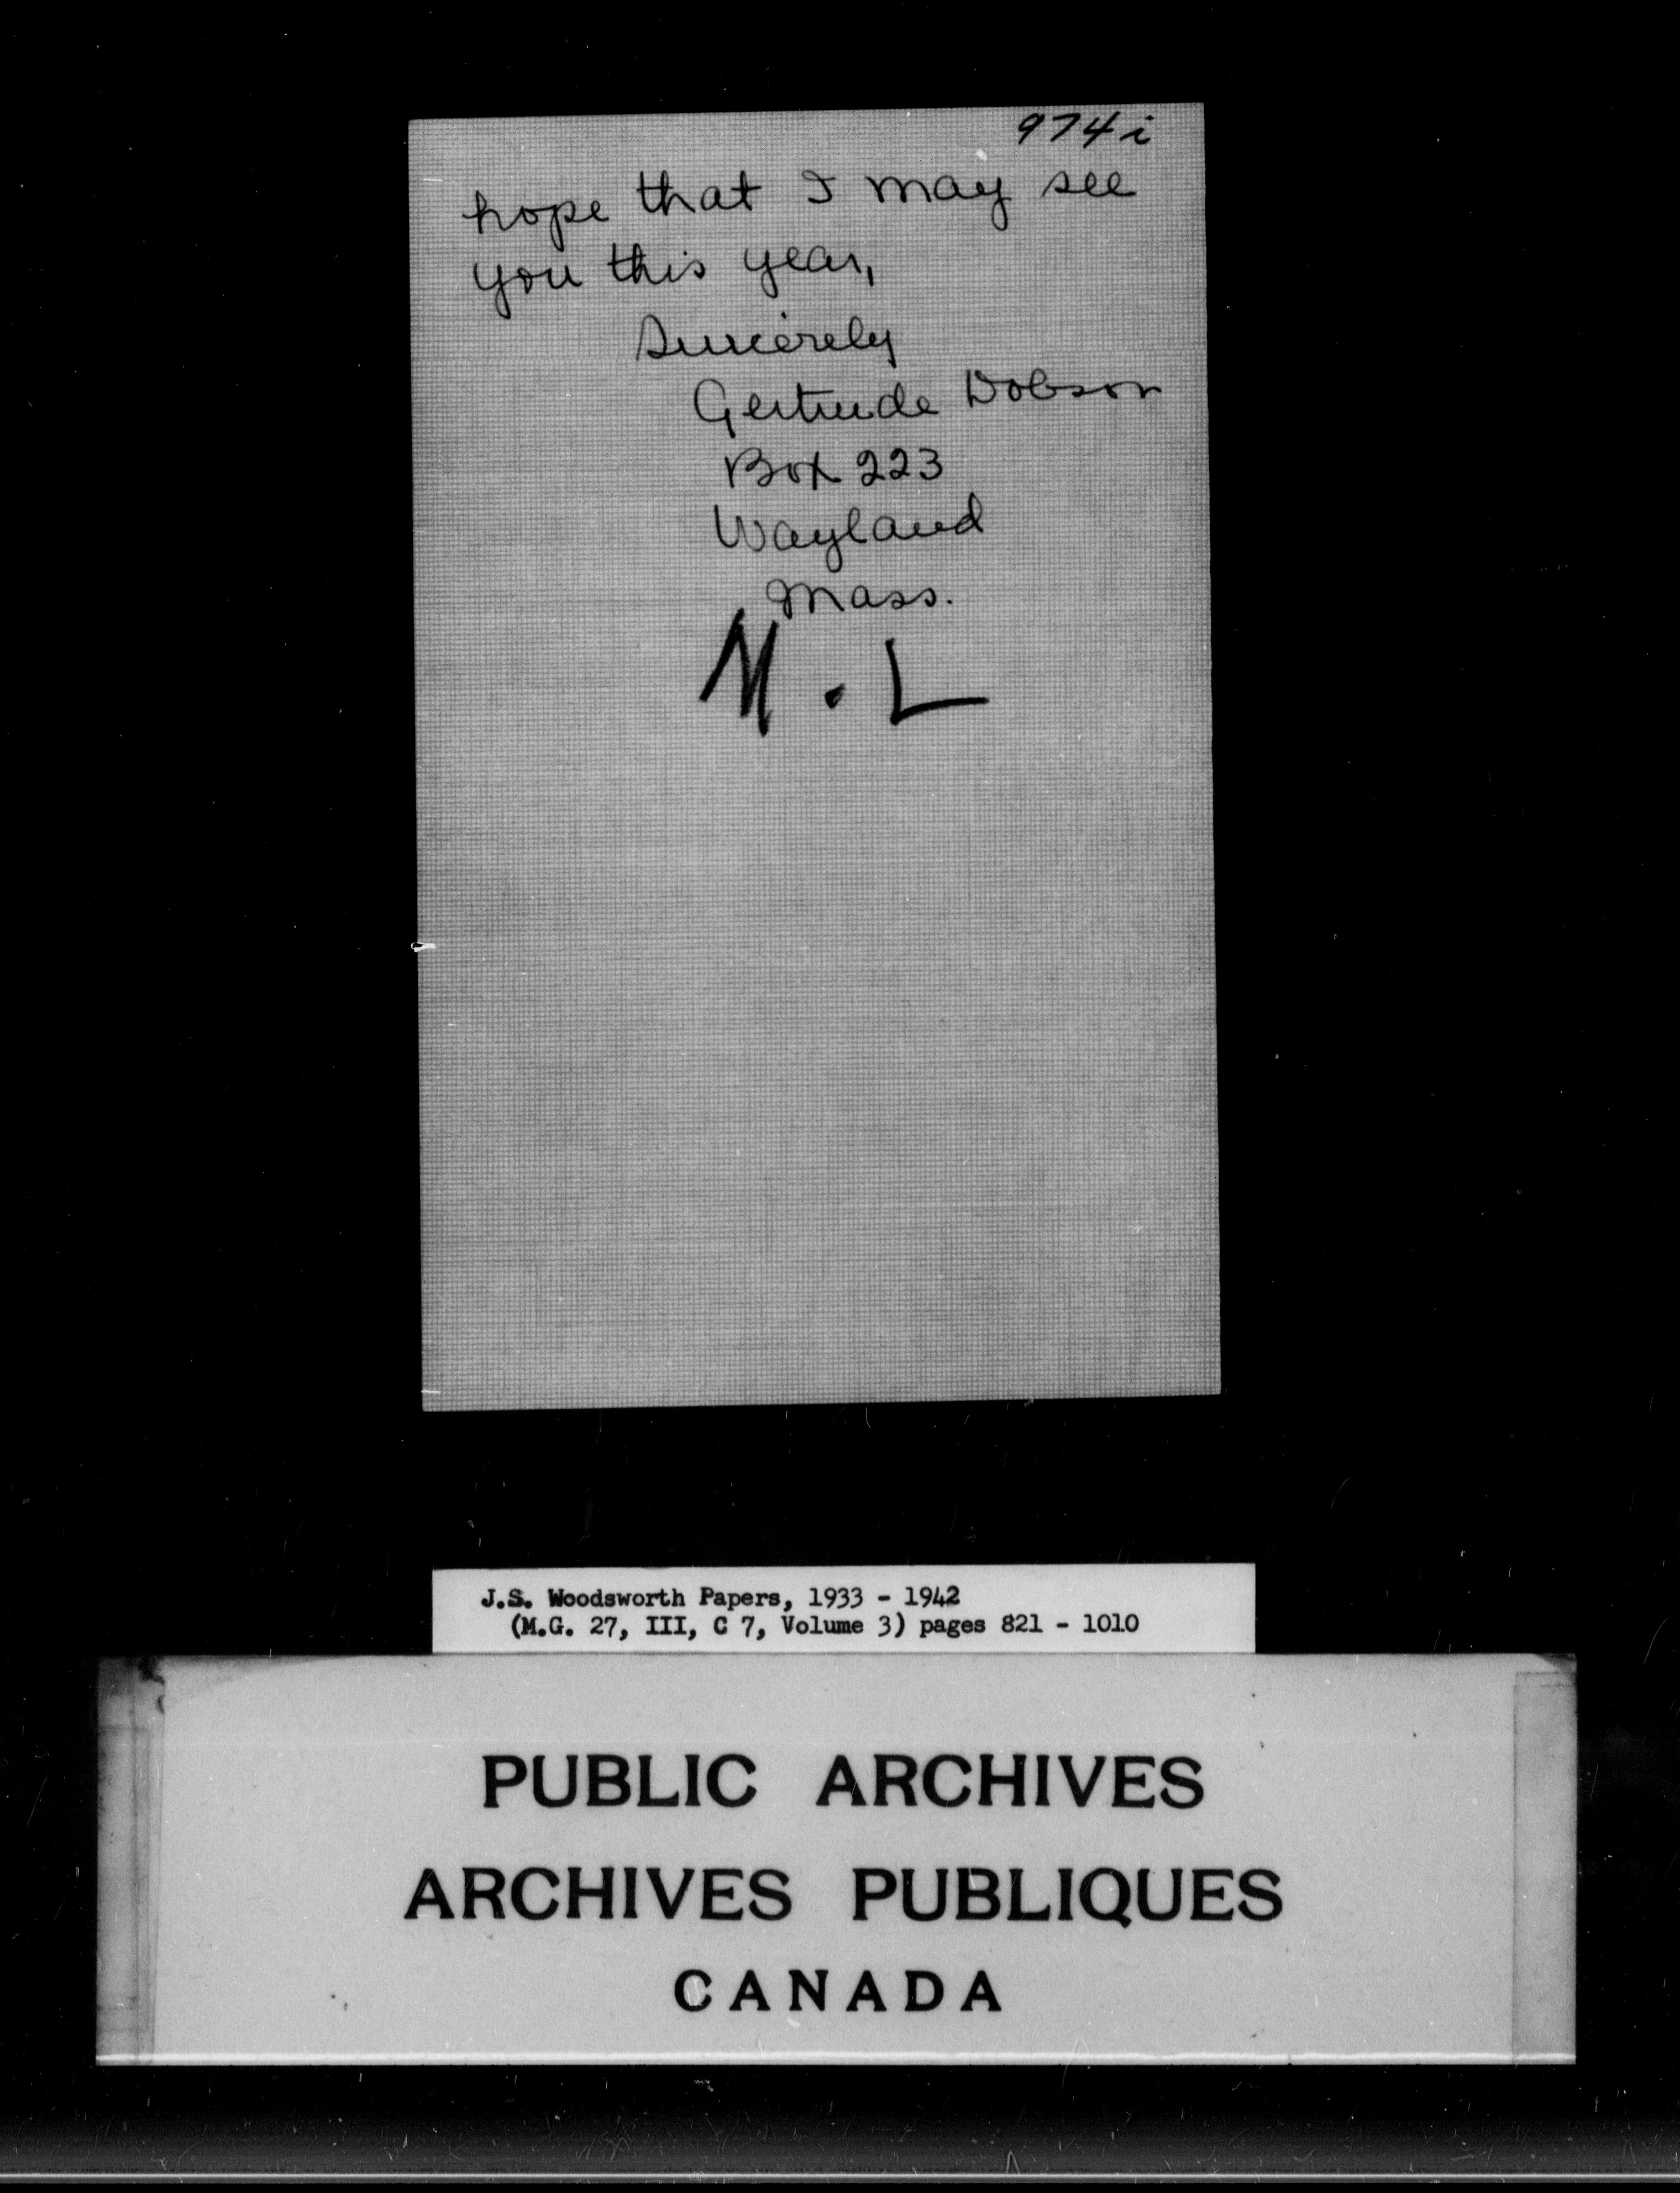 974i
hope that I may see
you this year,
Sincerely
Gertrude Dobson
Box 223
Wayland
Mass.
M. L
J.S. Woodsworth Papers, 1933 - 1942
(M.G. 27, III, C 7, Volume 3) pages 821 - 1010
PUBLIC ARCHIVES
ARCHIVES PUBLIQUES
CANADA